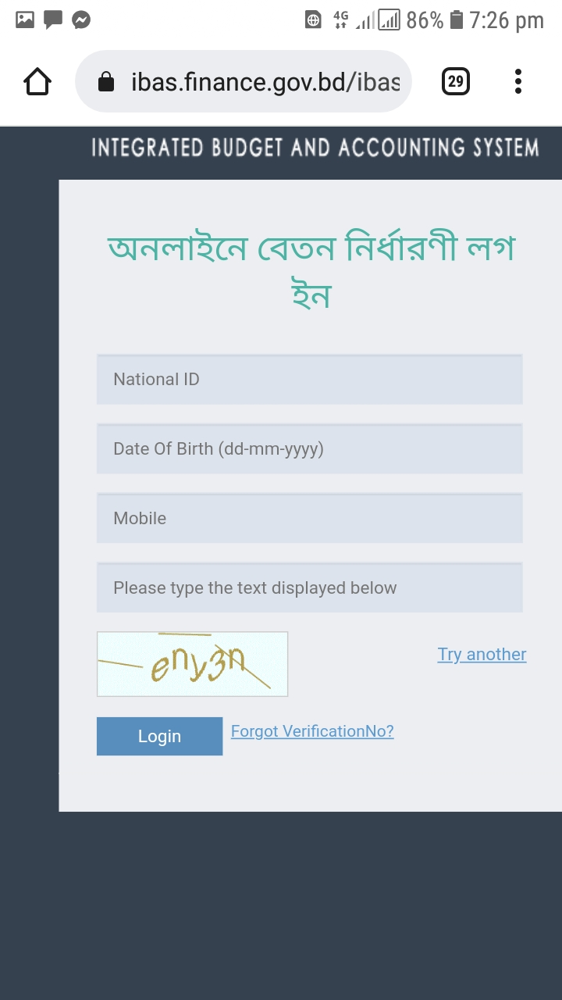 4G 86% 7:26 pm
ibas.finance.gov.bd/ibas 29
INTEGRATED BUDGET AND ACCOUNTING SYSTEM
অনলাইনে বেতন নির্ধারণী লগ
ইন
National ID
Date Of Birth (dd-mm-yyyy)
Mobile
Please type the text displayed below
eny3n Try another
Login Forgot VerificationNo?